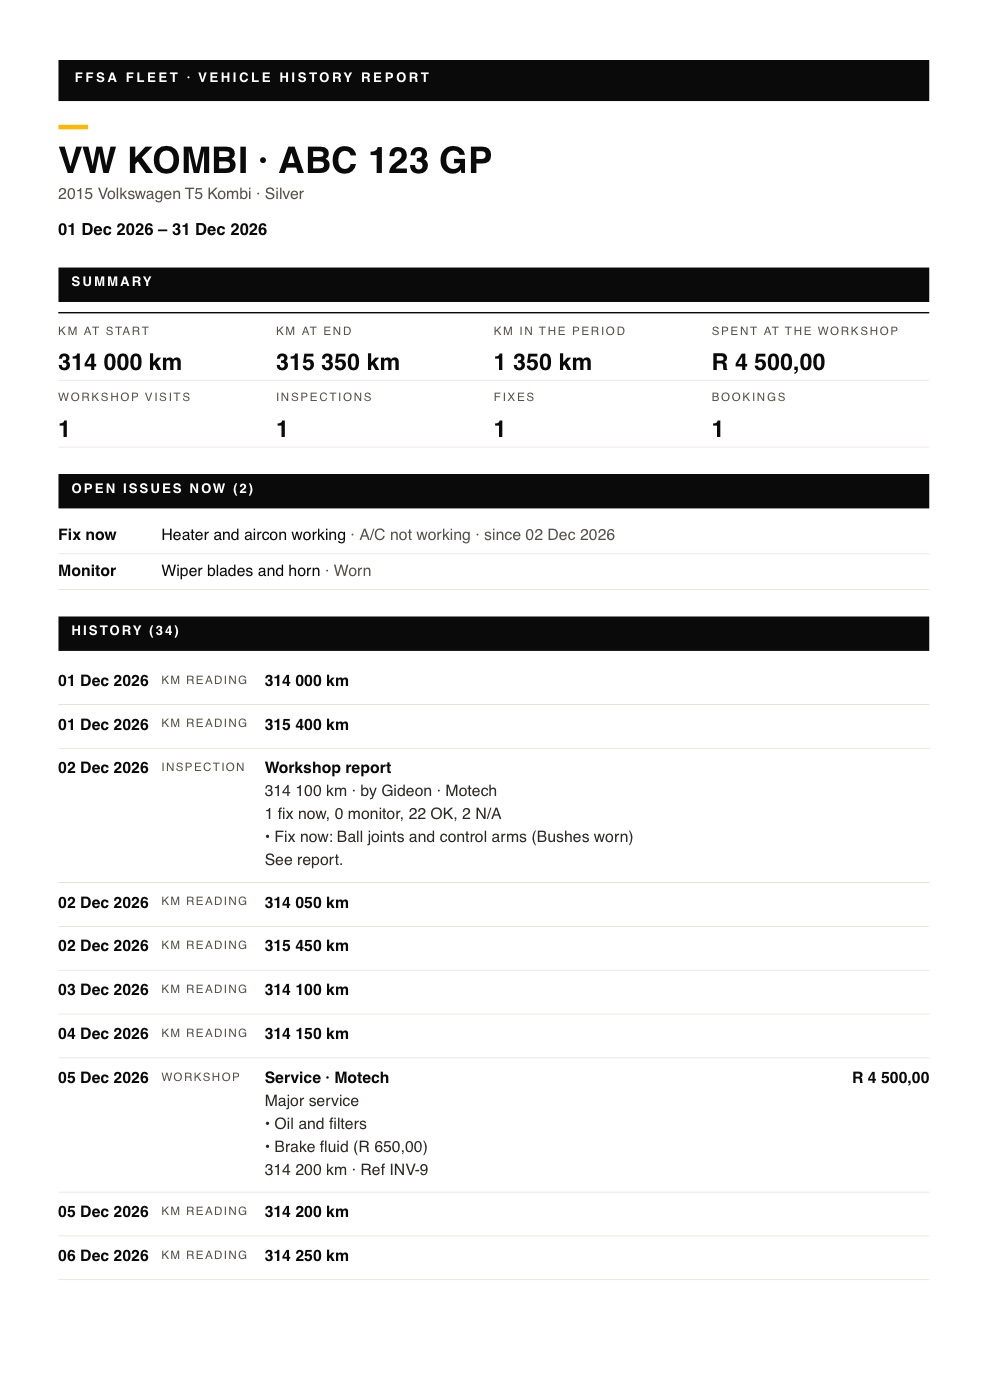 FFSA FLEET · VEHICLE HISTORY REPORT
VW KOMBI · ABC 123 GP
2015 Volkswagen T5 Kombi · Silver
01 Dec 2026 – 31 Dec 2026
SUMMARY
KM AT START KM AT END KM IN THE PERIOD SPENT AT THE WORKSHOP
314 000 km 315 350 km 1 350 km R 4 500,00
WORKSHOP VISITS INSPECTIONS FIXES BOOKINGS
1 1 1 1
OPEN ISSUES NOW (2)
Fix now Heater and aircon working · A/C not working · since 02 Dec 2026
Monitor Wiper blades and horn · Worn
HISTORY (34)
01 Dec 2026 KM READING 314 000 km
01 Dec 2026 KM READING 315 400 km
02 Dec 2026 INSPECTION Workshop report
314 100 km · by Gideon · Motech
1 fix now, 0 monitor, 22 OK, 2 N/A
• Fix now: Ball joints and control arms (Bushes worn)
See report.
02 Dec 2026 KM READING 314 050 km
02 Dec 2026 KM READING 315 450 km
03 Dec 2026 KM READING 314 100 km
04 Dec 2026 KM READING 314 150 km
05 Dec 2026 WORKSHOP Service · Motech R 4 500,00
Major service
• Oil and filters
• Brake fluid (R 650,00)
314 200 km · Ref INV-9
05 Dec 2026 KM READING 314 200 km
06 Dec 2026 KM READING 314 250 km